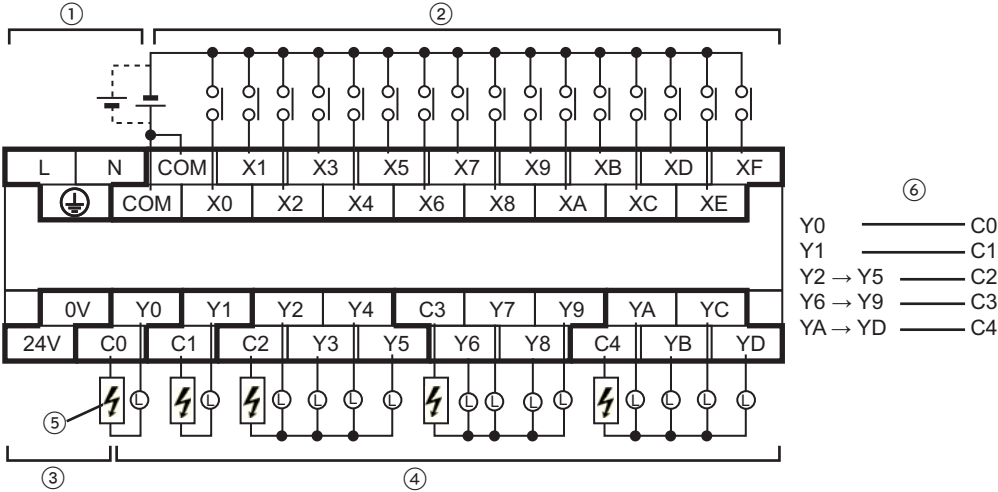 ① ②
L N COM X1 X3 X5 X7 X9 XB XD XF
COM X0 X2 X4 X6 X8 XA XC XE
⑥
Y0 C0
Y1 C1
Y2 → Y5 C2
Y6 → Y9 C3
YA → YD C4
0V Y0 Y1 Y2 Y4 C3 Y7 Y9 YA YC
24V C0 C1 C2 Y3 Y5 Y6 Y8 C4 YB YD
L L L L L L L L L L L L L L
⑤
③ ④